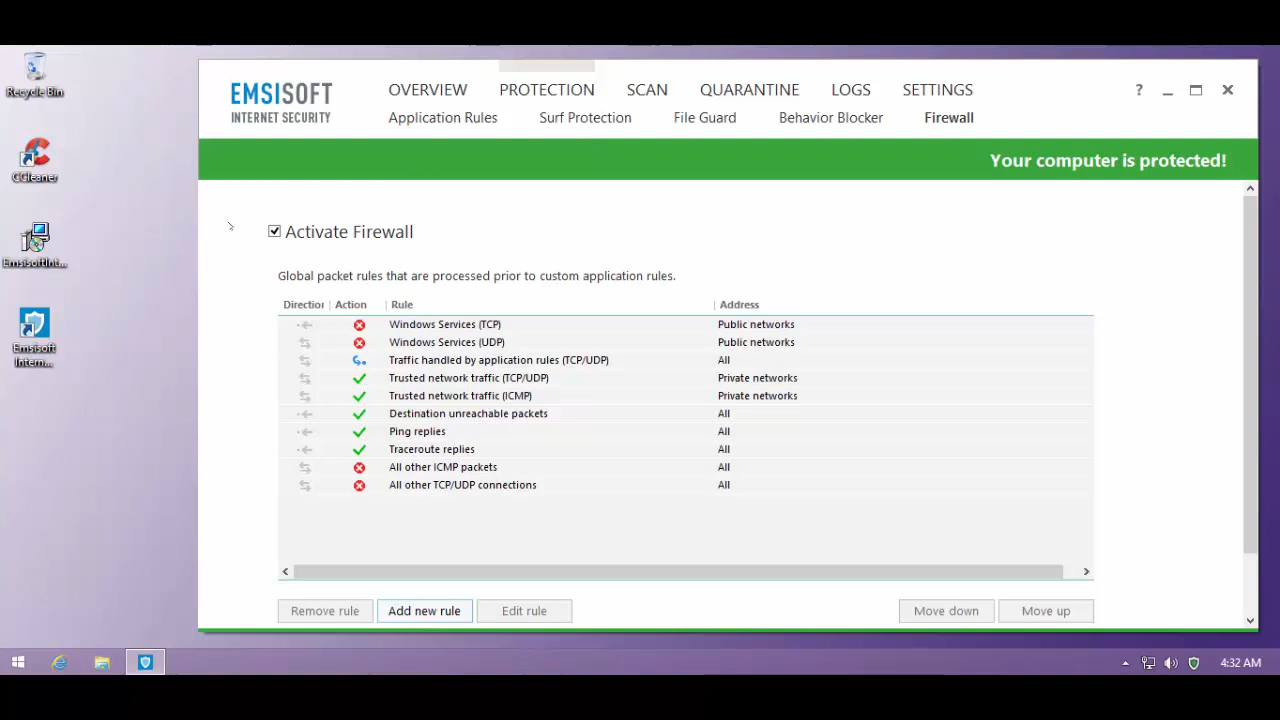 Recycle Bin
CCleaner
EmsisoftInt...
Emsisoft
Intern...
EMSISOFT
INTERNET SECURITY
OVERVIEW PROTECTION SCAN QUARANTINE LOGS SETTINGS
?
Application Rules Surf Protection File Guard Behavior Blocker Firewall
Your computer is protected!
Activate Firewall
Global packet rules that are processed prior to custom application rules.
Direction Action Rule Address
Windows Services (TCP) Public networks
Windows Services (UDP) Public networks
Traffic handled by application rules (TCP/UDP) All
Trusted network traffic (TCP/UDP) Private networks
Trusted network traffic (ICMP) Private networks
Destination unreachable packets All
Ping replies All
Traceroute replies All
All other ICMP packets All
All other TCP/UDP connections All
Remove rule Add new rule Edit rule Move down Move up
4:32 AM